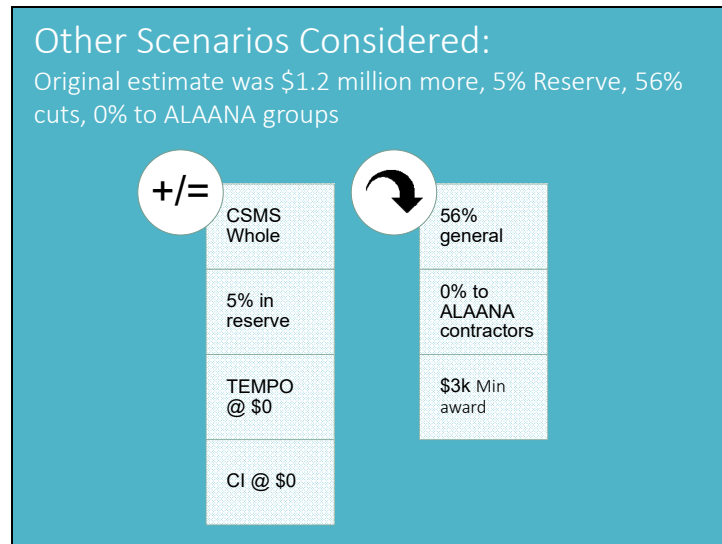 Other Scenarios Considered:
Original estimate was $1.2 million more, 5% Reserve, 56%
cuts, 0% to ALAANA groups
+/=
CSMS
Whole
5% in
reserve
TEMPO
@ $0
CI @ $0
56%
general
0% to
ALAANA
contractors
$3k Min
award